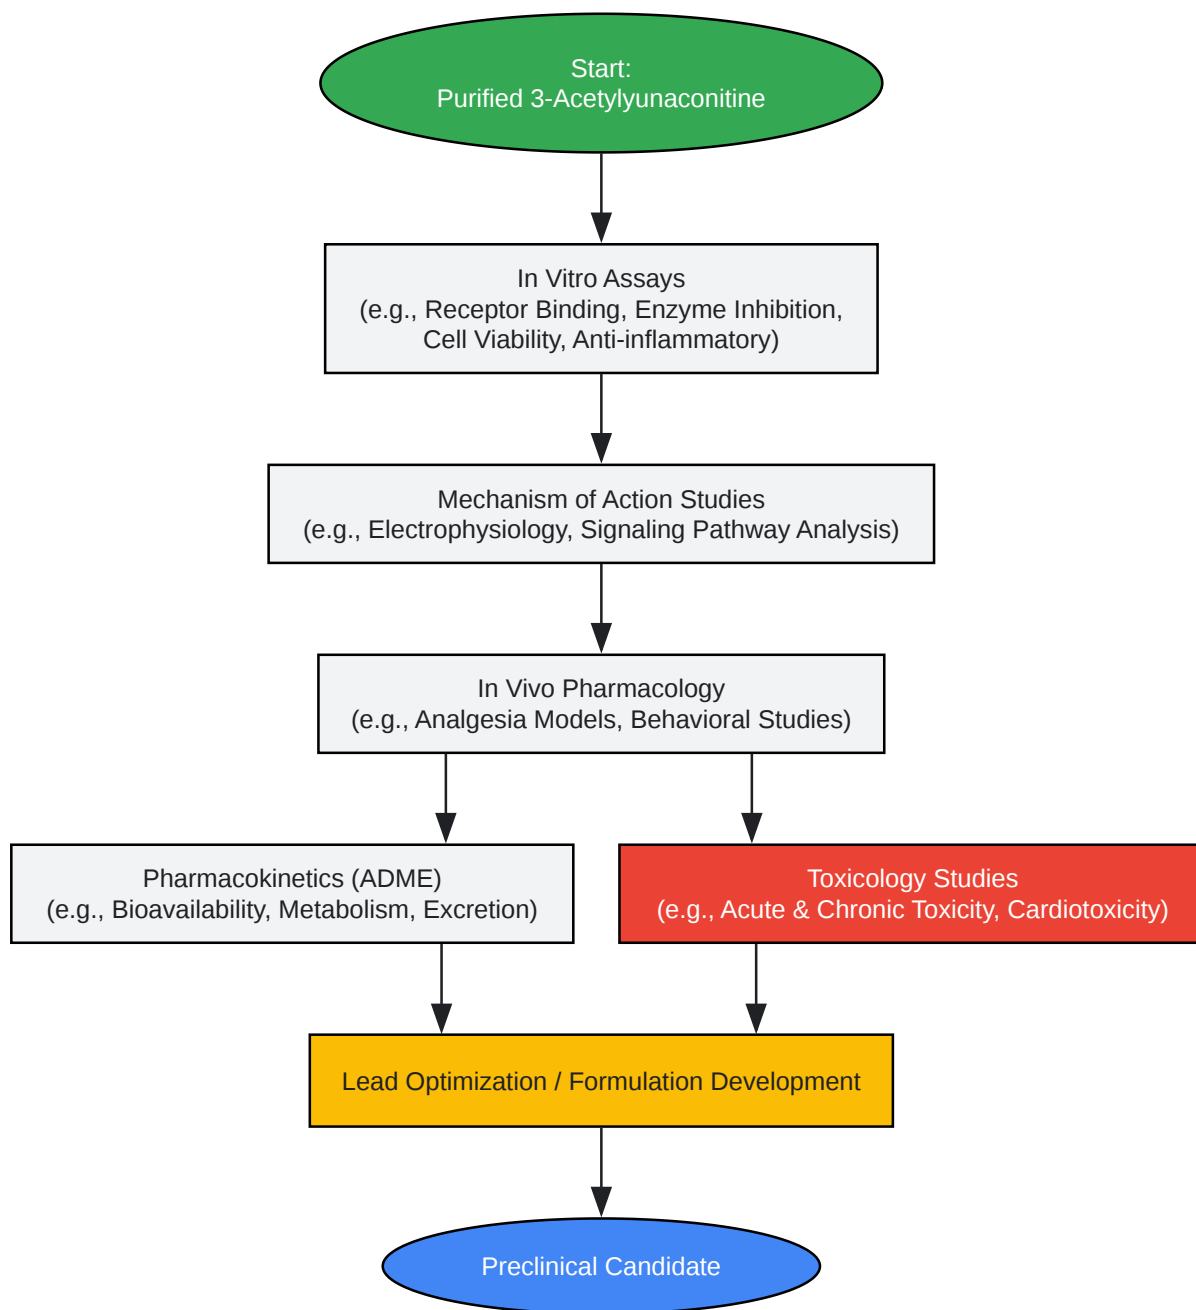 Start:
Purified 3-Acetylyunaconitine
In Vitro Assays
(e.g., Receptor Binding, Enzyme Inhibition,
Cell Viability, Anti-inflammatory)
Mechanism of Action Studies
(e.g., Electrophysiology, Signaling Pathway Analysis)
In Vivo Pharmacology
(e.g., Analgesia Models, Behavioral Studies)
Pharmacokinetics (ADME)
(e.g., Bioavailability, Metabolism, Excretion)
Toxicology Studies
(e.g., Acute & Chronic Toxicity, Cardiotoxicity)
Lead Optimization / Formulation Development
Preclinical Candidate